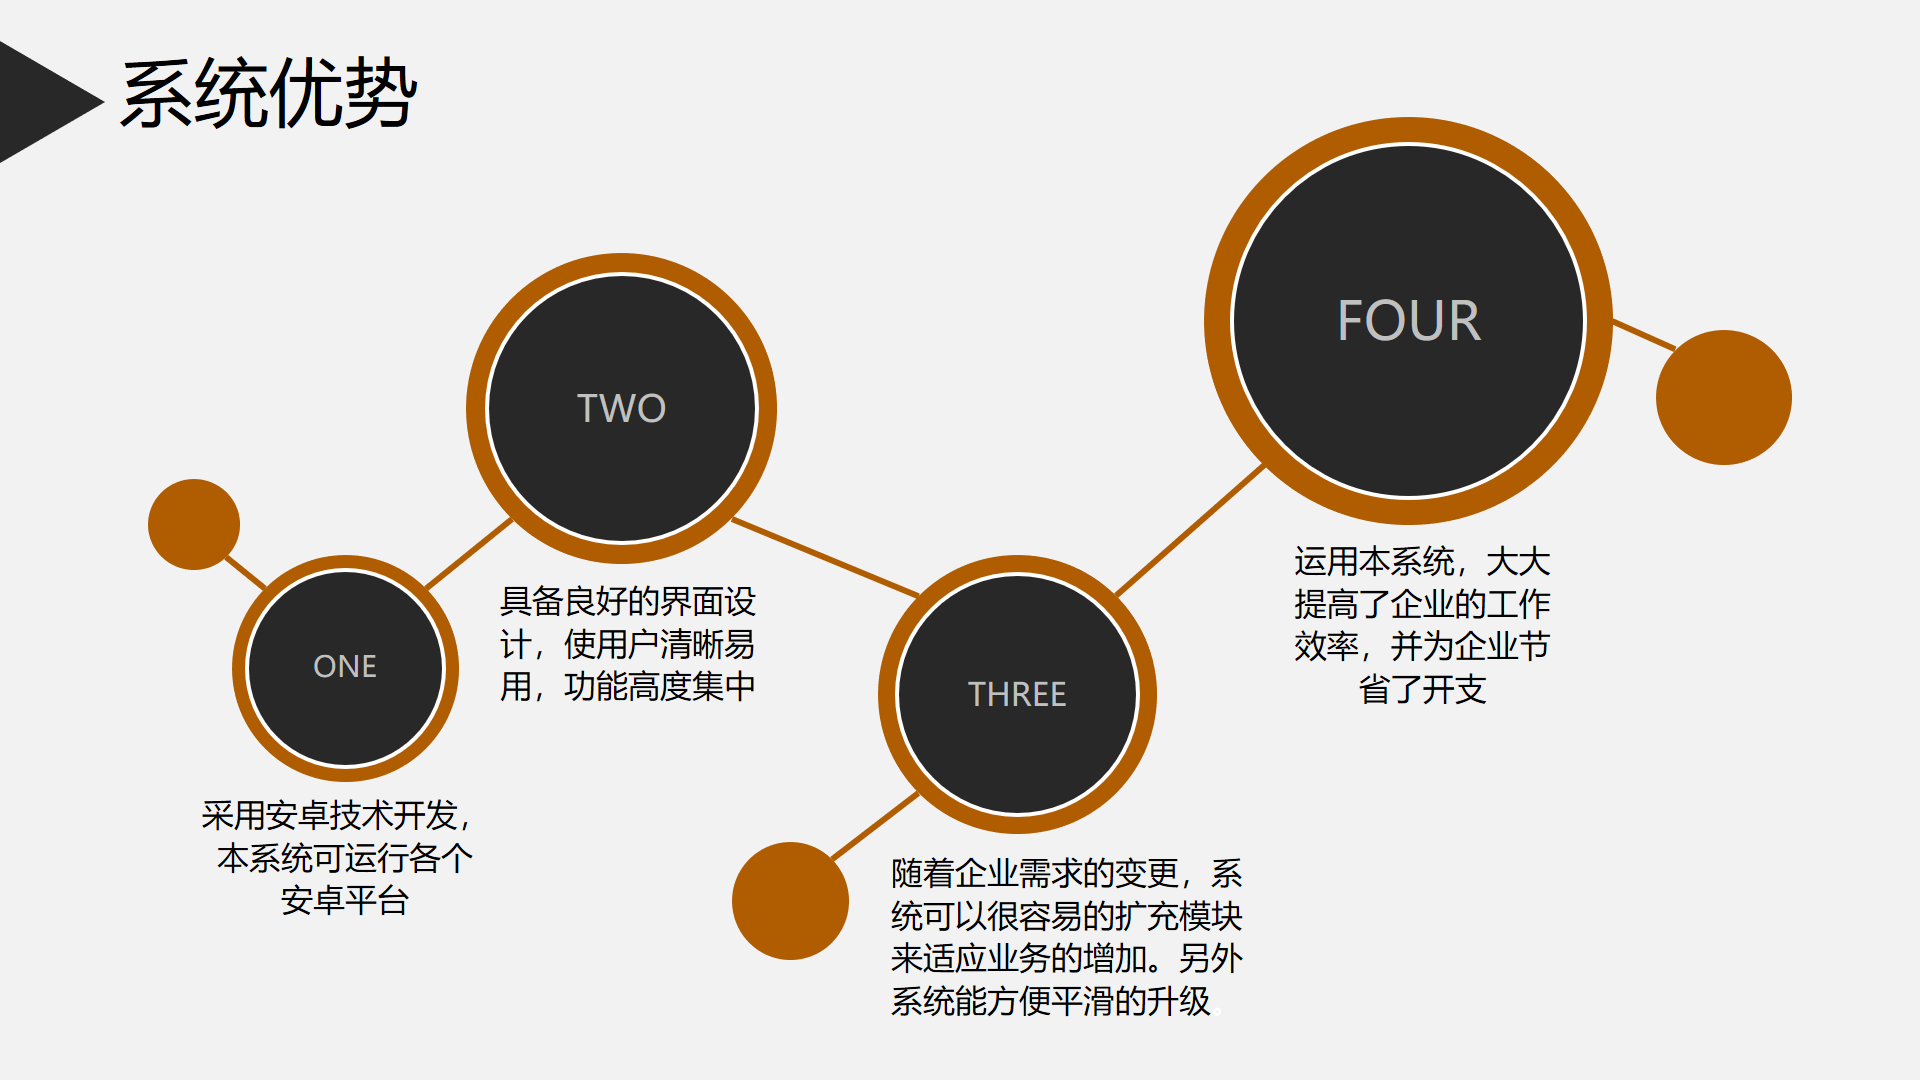 系统优势
ONE
采用安卓技术开发，
本系统可运行各个
安卓平台
TWO
具备良好的界面设
计，使用户清晰易
用，功能高度集中
THREE
随着企业需求的变更，系
统可以很容易的扩充模块
来适应业务的增加。另外
系统能方便平滑的升级。
FOUR
运用本系统，大大
提高了企业的工作
效率，并为企业节
省了开支